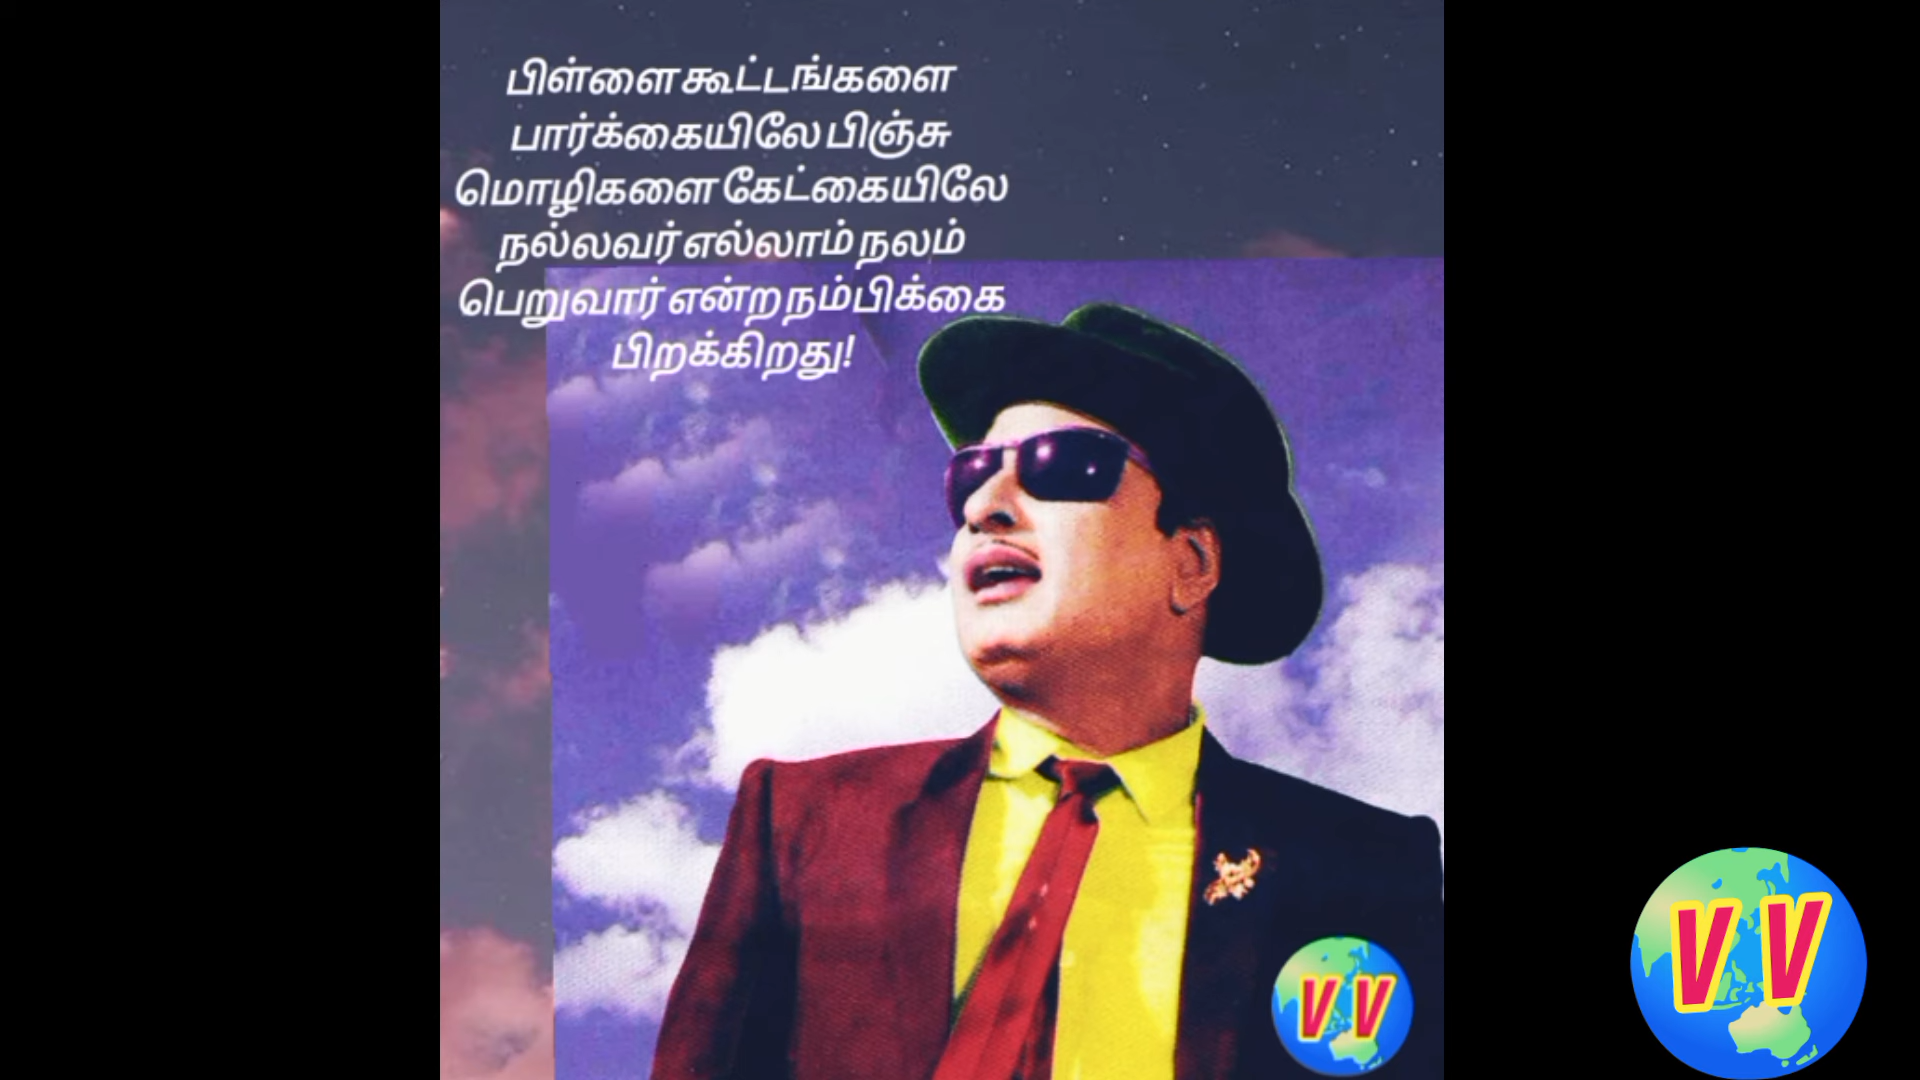 பிள்ளை கூட்டங்களை
பார்க்கையிலே பிஞ்சு
மொழிகளை கேட்கையிலே
நல்லவர் எல்லாம் நலம்
பெறுவார் என்ற நம்பிக்கை
பிறக்கிறது!
V V
V V